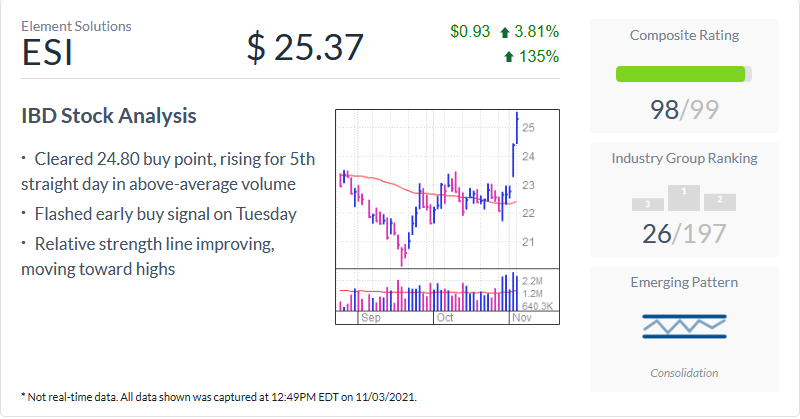 Element Solutions
ESI
$ 25.37
$0.93 3.81%
135%
IBD Stock Analysis
· Cleared 24.80 buy point, rising for 5th
straight day in above-average volume
· Flashed early buy signal on Tuesday
· Relative strength line improving,
moving toward highs
25
24
23
22
21
2.2M
1.2M
640.3K
Sep Oct Nov
Composite Rating
98/99
Industry Group Ranking
3 1 2
26/197
Emerging Pattern
Consolidation
* Not real-time data. All data shown was captured at 12:49PM EDT on 11/03/2021.